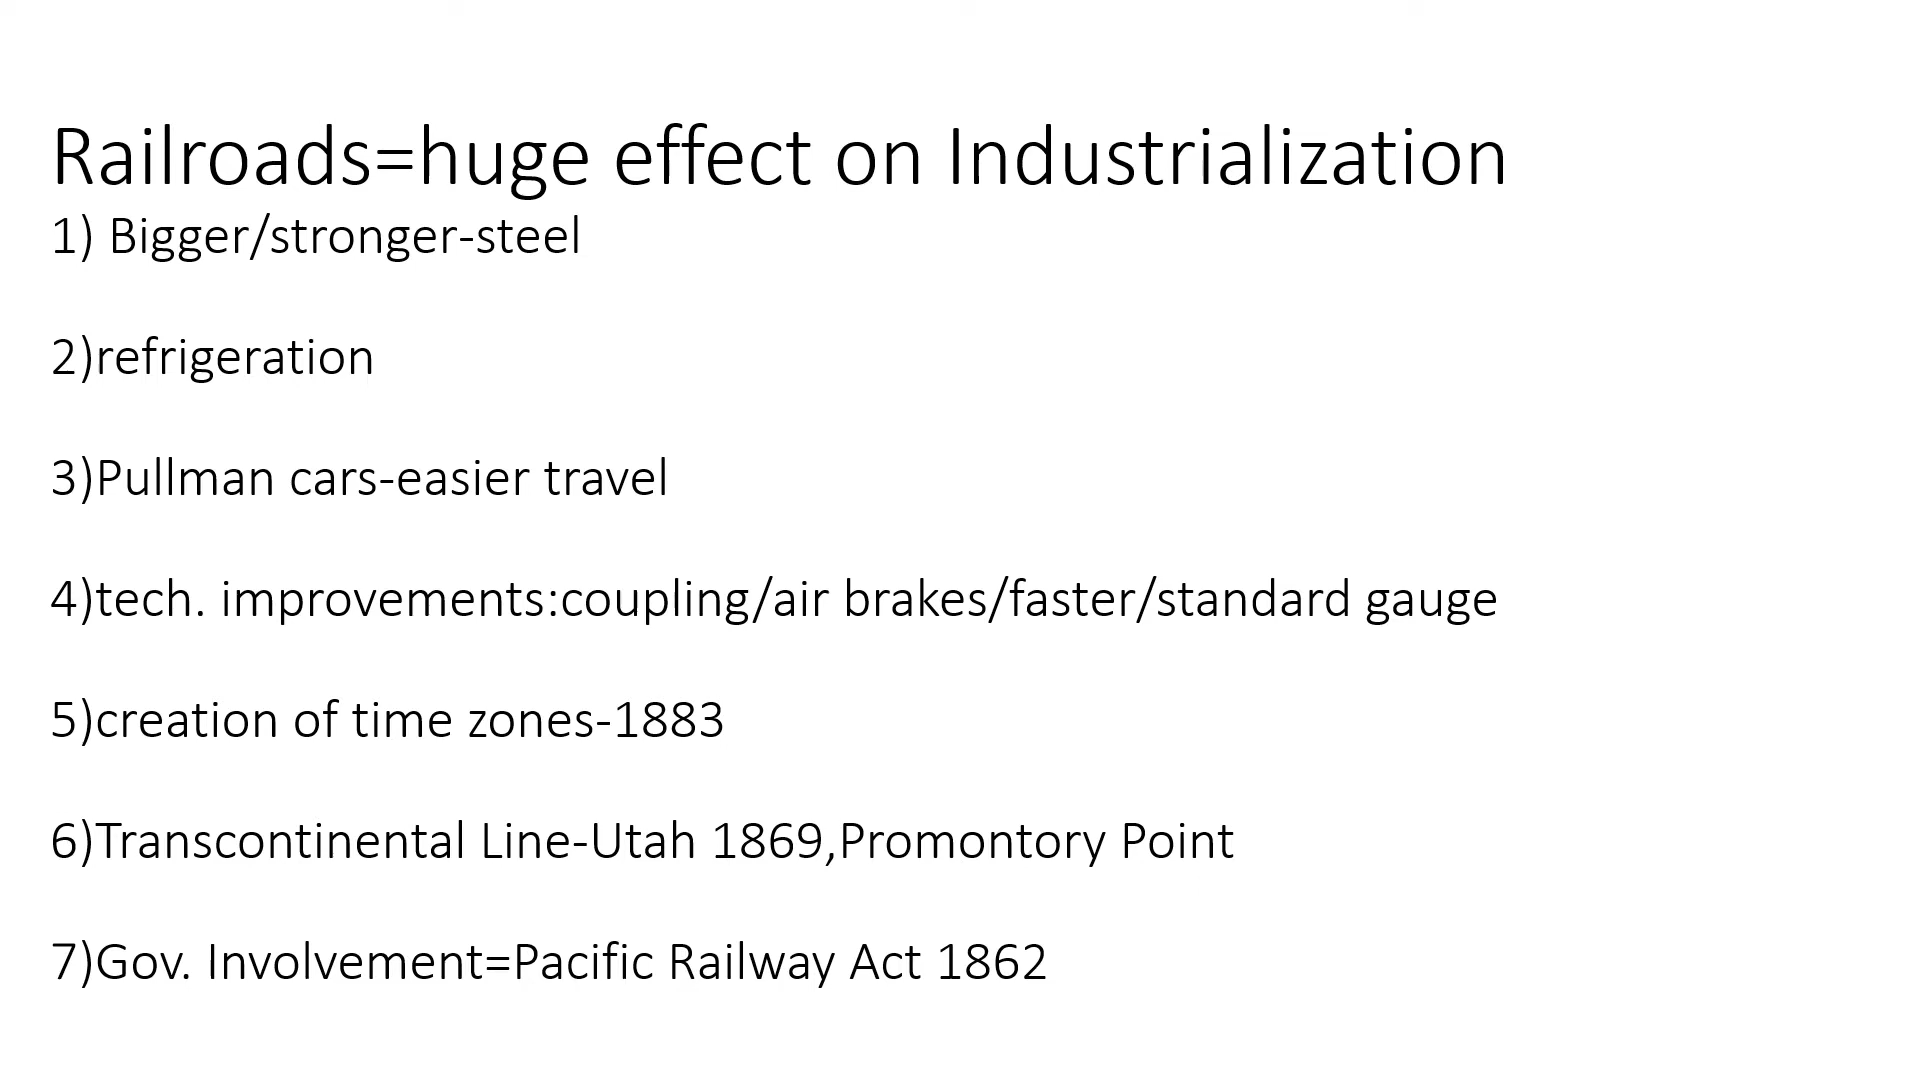 Railroads=huge effect on Industrialization
1) Bigger/stronger-steel
2)refrigeration
3)Pullman cars-easier travel
4)tech. improvements:coupling/air brakes/faster/standard gauge
5)creation of time zones-1883
6)Transcontinental Line-Utah 1869,Promontory Point
7)Gov. Involvement=Pacific Railway Act 1862